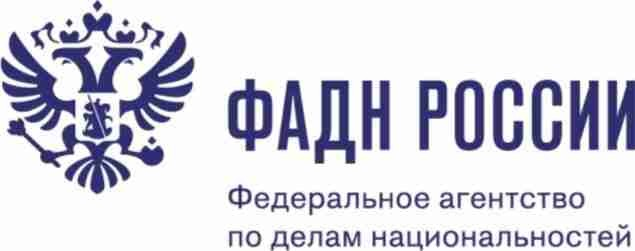 ФАДН РОССИИ
Федеральное агентство
по делам национальностей